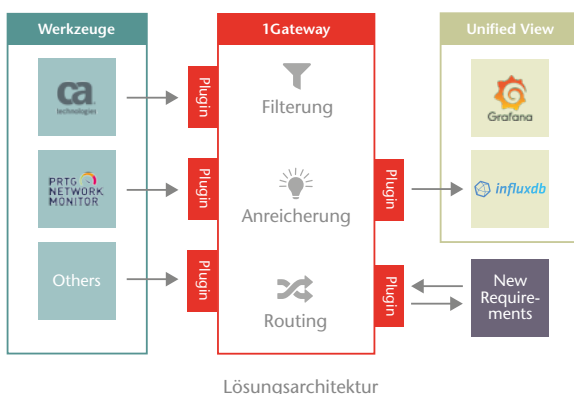 Werkzeuge
1Gateway
Unified View
ca
technologies
Plugin
Filterung
Grafana
PRTG
NETWORK
MONITOR
Plugin
Anreicherung
Plugin
influxdb
Others
Plugin
Routing
Plugin
New
Require-
ments
Lösungsarchitektur